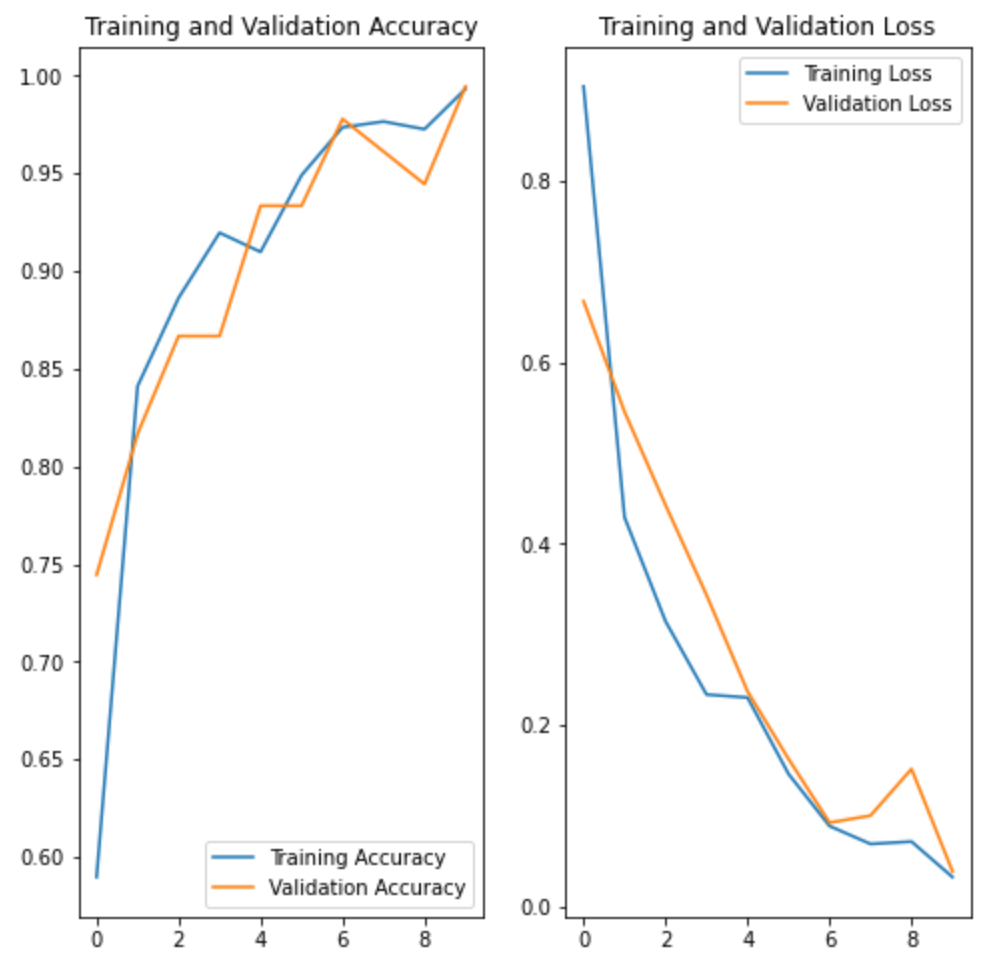 Training and Validation Accuracy
1.00
0.95
0.90
0.85
0.80
0.75
0.70
0.65
0.60
Training Accuracy
Validation Accuracy
0 2 4 6 8
Training and Validation Loss
Training Loss
Validation Loss
0.8
0.6
0.4
0.2
0.0
0 2 4 6 8